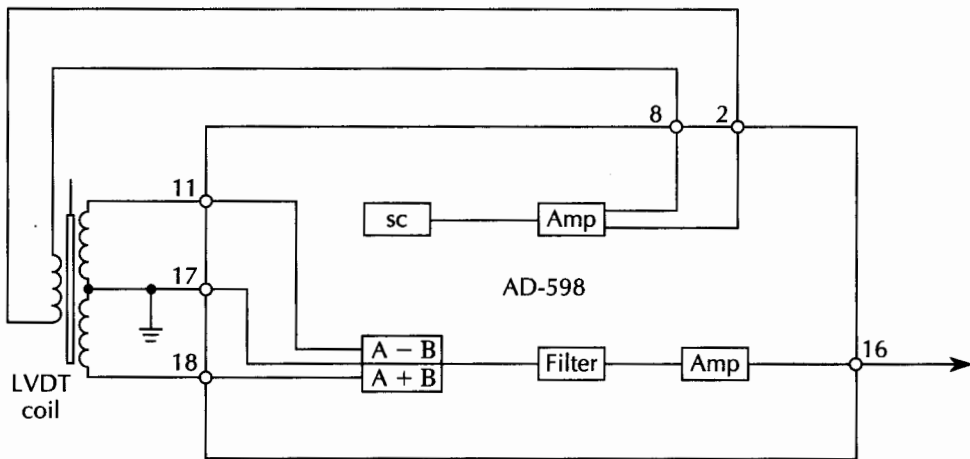 8
2
11
sc
Amp
17
AD-598
A − B
A + B
Filter
Amp
16
18
LVDT
coil